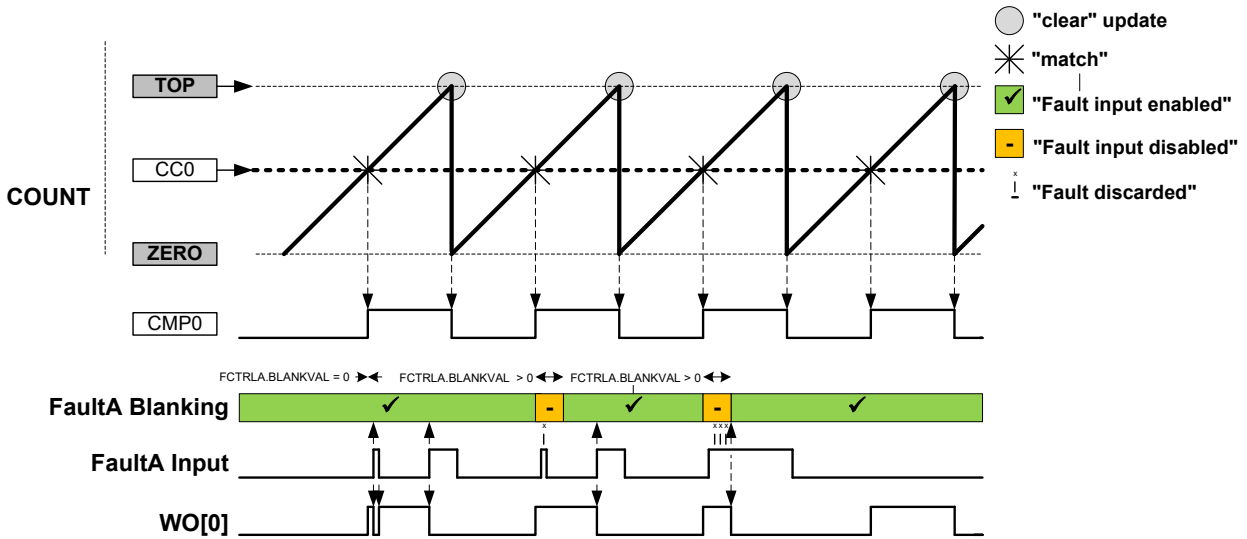 "clear" update
"match"
"Fault input enabled"
- "Fault input disabled"
x
"Fault discarded"
TOP
CC0
COUNT
ZERO
CMP0
FCTRLA.BLANKVAL = 0 FCTRLA.BLANKVAL > 0 FCTRLA.BLANKVAL > 0
FaultA Blanking ✓ - ✓ - ✓
x xxx
FaultA Input
WO[0]